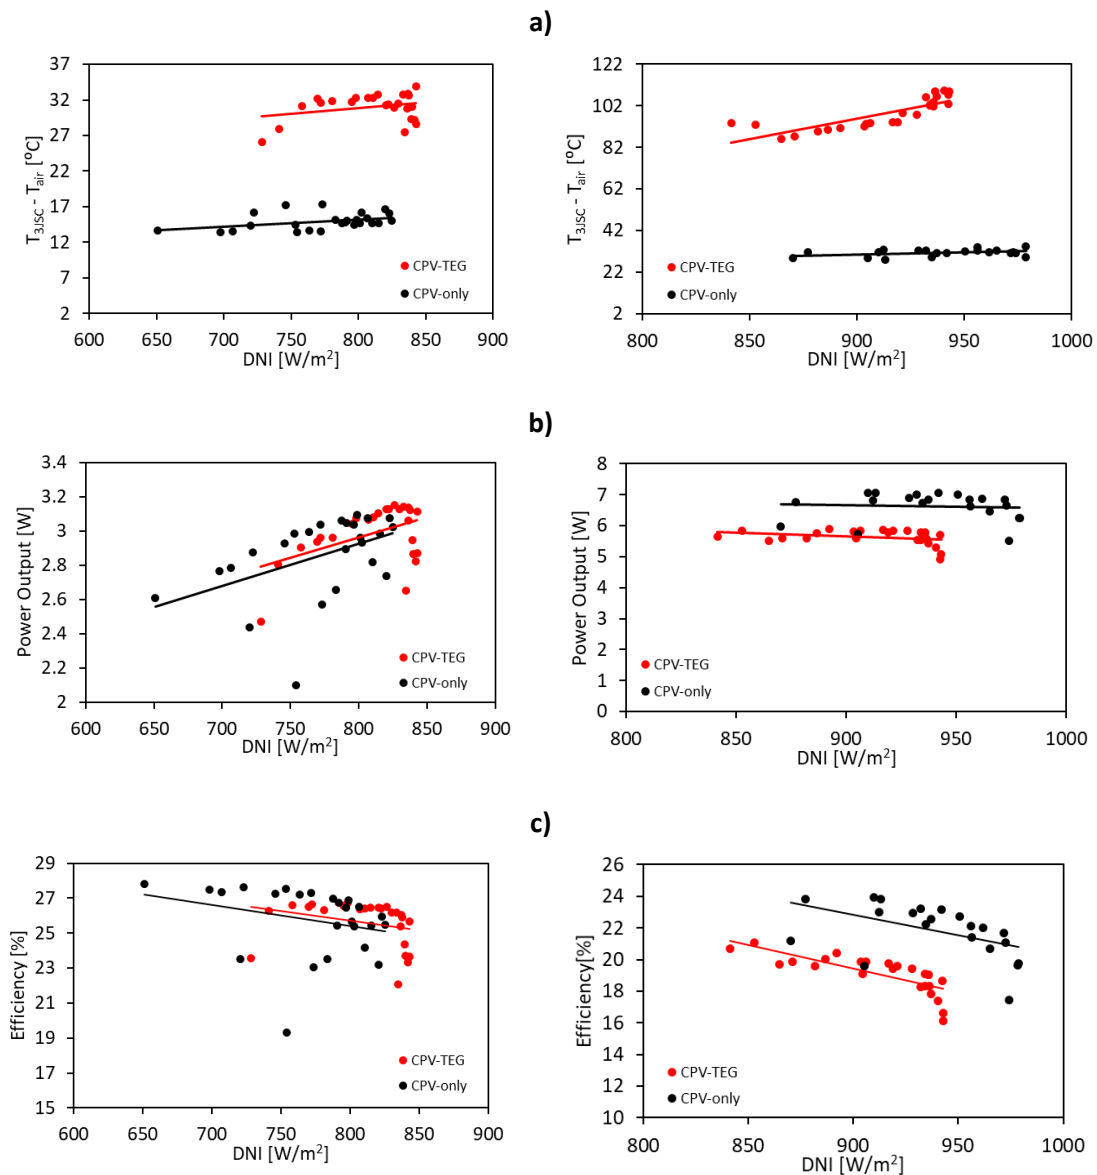 a)
37
32
27
22
17
12
7
2
T3JSC - Tair [ºC]
CPV-TEG
CPV-only
600 650 700 750 800 850 900
DNI [W/m2]
122
102
82
62
42
22
2
T3JSC - Tair [ºC]
CPV-TEG
CPV-only
800 850 900 950 1000
DNI [W/m2]
b)
3.4
3.2
3
2.8
2.6
2.4
2.2
2
Power Output [W]
CPV-TEG
CPV-only
600 650 700 750 800 850 900
DNI [W/m2]
8
7
6
5
4
3
2
1
0
Power Output [W]
CPV-TEG
CPV-only
800 850 900 950 1000
DNI [W/m2]
c)
29
27
25
23
21
19
17
15
Efficiency [%]
CPV-TEG
CPV-only
600 650 700 750 800 850 900
DNI [W/m2]
26
24
22
20
18
16
14
12
10
Efficiency[%]
CPV-TEG
CPV-only
800 850 900 950 1000
DNI [W/m2]